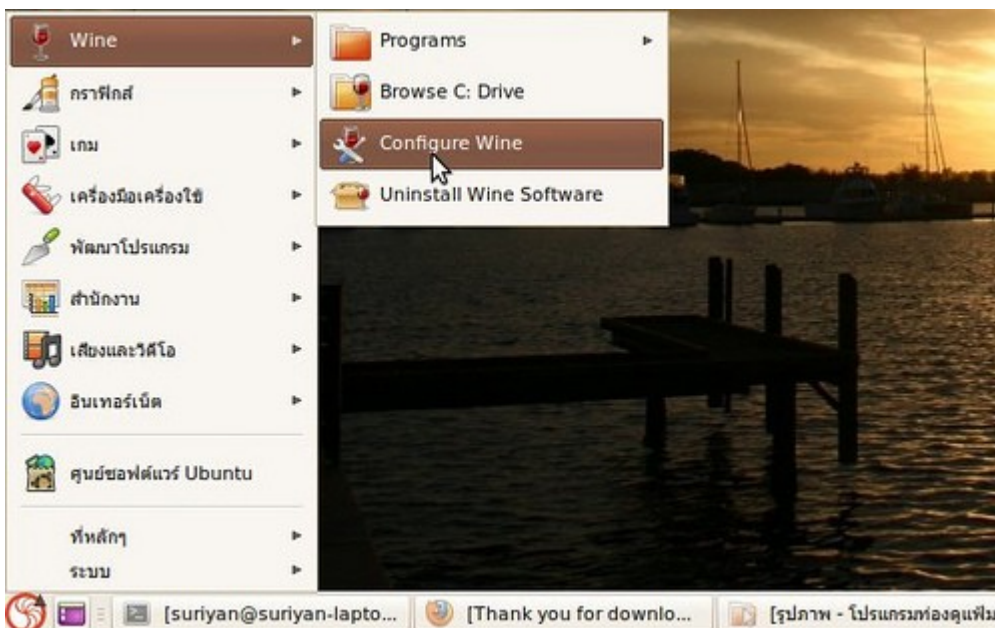 Wine
กราฟิกส์
เกม
เครื่องมือเครื่องใช้
พัฒนาโปรแกรม
สำนักงาน
เสียงและวิดีโอ
อินเทอร์เน็ต
ศูนย์ซอฟต์แวร์ Ubuntu
ที่หลักๆ
ระบบ
Programs
Browse C: Drive
Configure Wine
Uninstall Wine Software
[suriyan@suriyan-lapto...
[Thank you for downlo...
[รูปภาพ - โปรแกรมท่องดูแฟ้ม